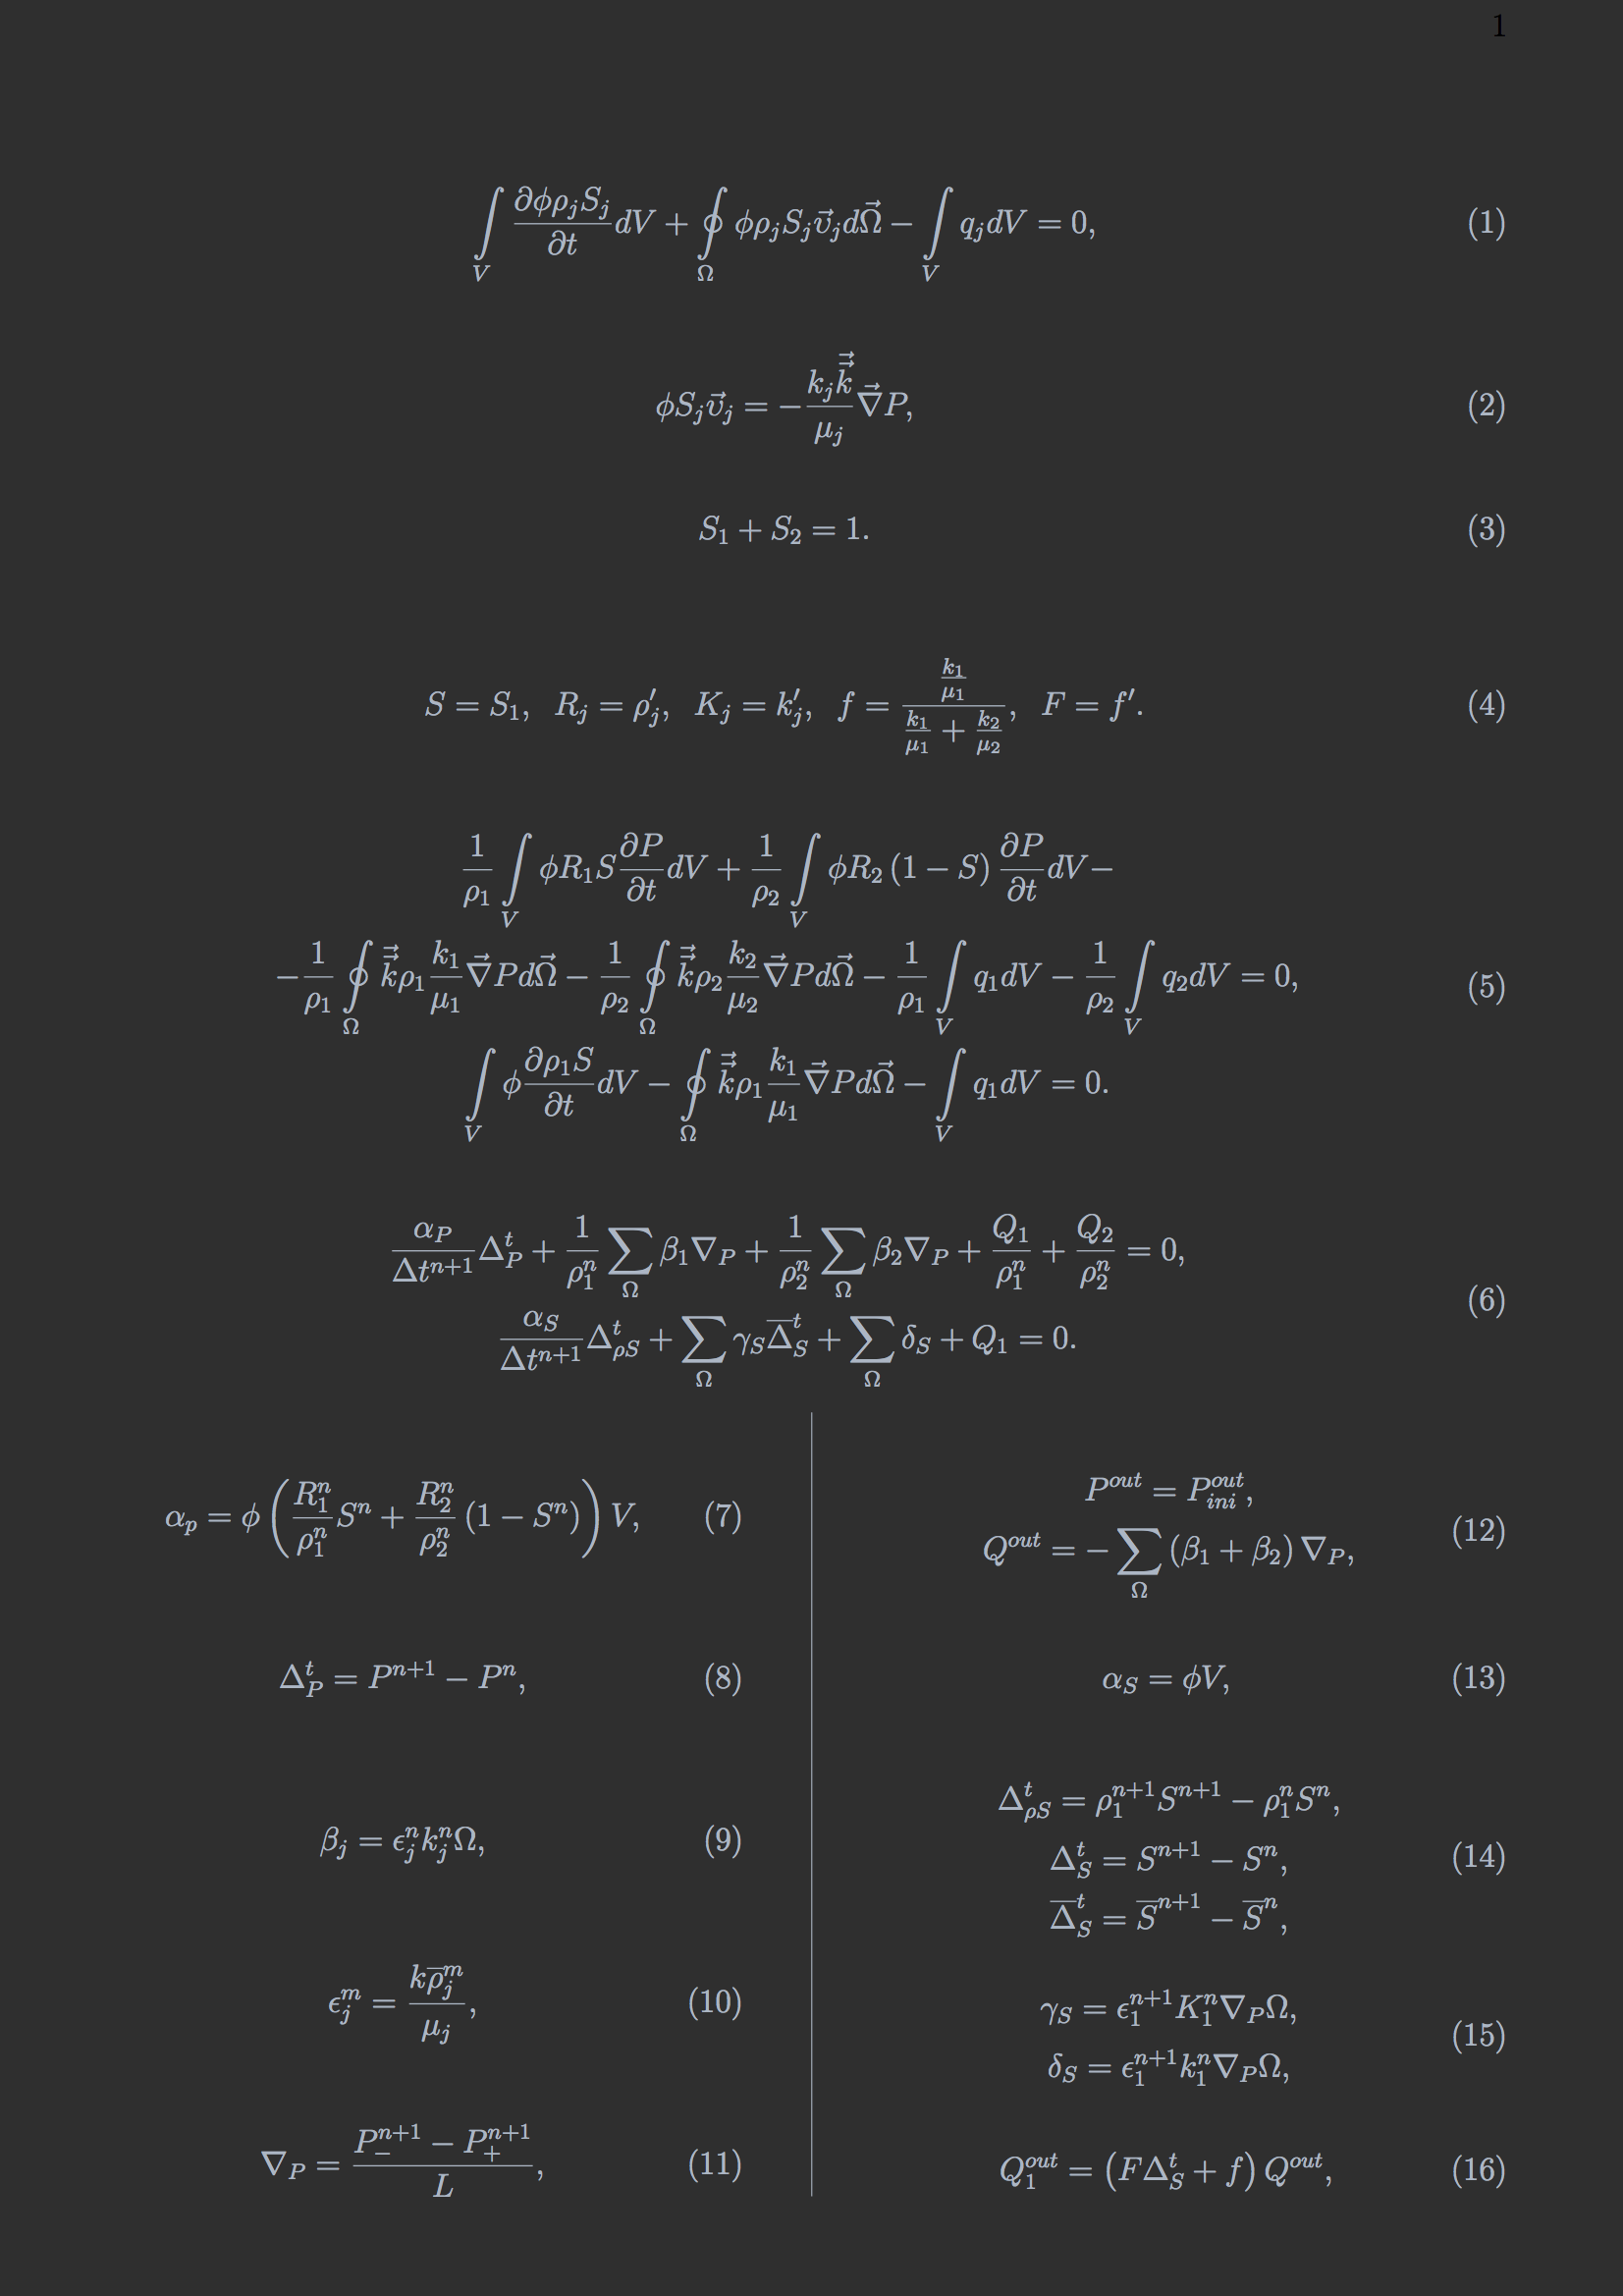 1
$$\int\limits_V \frac{\partial \phi \rho_j S_j}{\partial t} dV + \oint\limits_\Omega \phi \rho_j S_j \vec{\upsilon}_j d\vec{\Omega} - \int\limits_V q_j dV = 0, \quad (1)$$
$$\phi S_j \vec{\upsilon}_j = -\frac{k_j \vec{\vec{k}}}{\mu_j} \vec{\nabla} P, \quad (2)$$
$$S_1 + S_2 = 1. \quad (3)$$
$$S = S_1, \; R_j = \rho_j', \; K_j = k_j', \; f = \frac{\frac{k_1}{\mu_1}}{\frac{k_1}{\mu_1} + \frac{k_2}{\mu_2}}, \; F = f'. \quad (4)$$
$$\frac{1}{\rho_1} \int\limits_V \phi R_1 S \frac{\partial P}{\partial t} dV + \frac{1}{\rho_2} \int\limits_V \phi R_2 \left(1 - S\right) \frac{\partial P}{\partial t} dV -$$
$$- \frac{1}{\rho_1} \oint\limits_\Omega \vec{\vec{k}} \rho_1 \frac{k_1}{\mu_1} \vec{\nabla} P d\vec{\Omega} - \frac{1}{\rho_2} \oint\limits_\Omega \vec{\vec{k}} \rho_2 \frac{k_2}{\mu_2} \vec{\nabla} P d\vec{\Omega} - \frac{1}{\rho_1} \int\limits_V q_1 dV - \frac{1}{\rho_2} \int\limits_V q_2 dV = 0, \quad (5)$$
$$\int\limits_V \phi \frac{\partial \rho_1 S}{\partial t} dV - \oint\limits_\Omega \vec{\vec{k}} \rho_1 \frac{k_1}{\mu_1} \vec{\nabla} P d\vec{\Omega} - \int\limits_V q_1 dV = 0.$$
$$\frac{\alpha_P}{\Delta t^{n+1}} \Delta_P^t + \frac{1}{\rho_1^n} \sum_\Omega \beta_1 \nabla_P + \frac{1}{\rho_2^n} \sum_\Omega \beta_2 \nabla_P + \frac{Q_1}{\rho_1^n} + \frac{Q_2}{\rho_2^n} = 0,$$
$$\frac{\alpha_S}{\Delta t^{n+1}} \Delta_{\rho S}^t + \sum_\Omega \gamma_S \overline{\Delta}_S^t + \sum_\Omega \delta_S + Q_1 = 0. \quad (6)$$
$$\alpha_p = \phi \left( \frac{R_1^n}{\rho_1^n} S^n + \frac{R_2^n}{\rho_2^n} \left(1 - S^n\right) \right) V, \quad (7)$$
$$\Delta_P^t = P^{n+1} - P^n, \quad (8)$$
$$\beta_j = \epsilon_j^n k_j^n \Omega, \quad (9)$$
$$\epsilon_j^m = \frac{k \overline{\rho}_j^m}{\mu_j}, \quad (10)$$
$$\nabla_P = \frac{P_-^{n+1} - P_+^{n+1}}{L}, \quad (11)$$
$$P^{out} = P_{ini}^{out},$$
$$Q^{out} = -\sum_\Omega \left(\beta_1 + \beta_2\right) \nabla_P, \quad (12)$$
$$\alpha_S = \phi V, \quad (13)$$
$$\Delta_{\rho S}^t = \rho_1^{n+1} S^{n+1} - \rho_1^n S^n,$$
$$\Delta_S^t = S^{n+1} - S^n, \quad (14)$$
$$\overline{\Delta}_S^t = \overline{S}^{n+1} - \overline{S}^n,$$
$$\gamma_S = \epsilon_1^{n+1} K_1^n \nabla_P \Omega,$$
$$\delta_S = \epsilon_1^{n+1} k_1^n \nabla_P \Omega, \quad (15)$$
$$Q_1^{out} = \left(F \Delta_S^t + f\right) Q^{out}, \quad (16)$$